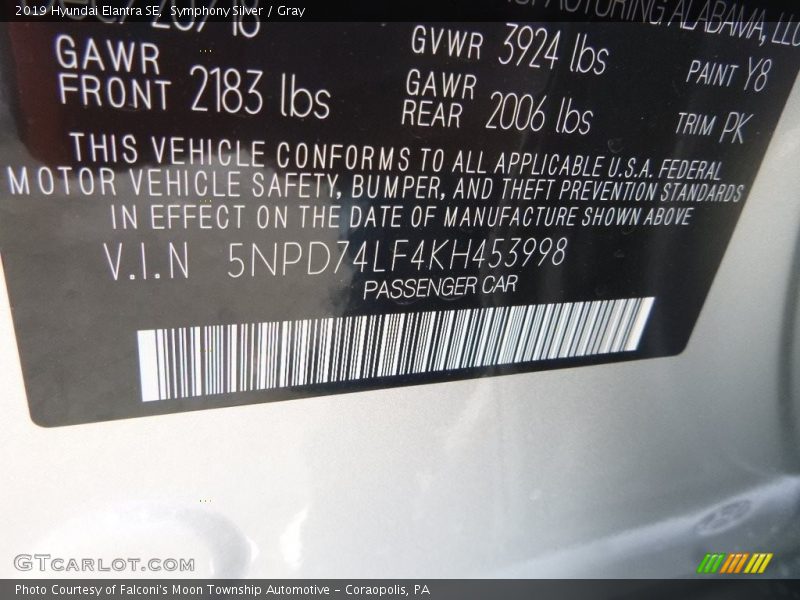 2019 Hyundai Elantra SE, Symphony Silver / Gray
ALABAMA, LLC
GAWR FRONT 2183 lbs
GVWR 3924 lbs
GAWR REAR 2006 lbs
PAINT Y8
TRIM PK
THIS VEHICLE CONFORMS TO ALL APPLICABLE U.S.A. FEDERAL
MOTOR VEHICLE SAFETY, BUMPER, AND THEFT PREVENTION STANDARDS
IN EFFECT ON THE DATE OF MANUFACTURE SHOWN ABOVE
V.I.N 5NPD74LF4KH453998
PASSENGER CAR
GTCARLOT.COM
Photo Courtesy of Falconi's Moon Township Automotive - Coraopolis, PA